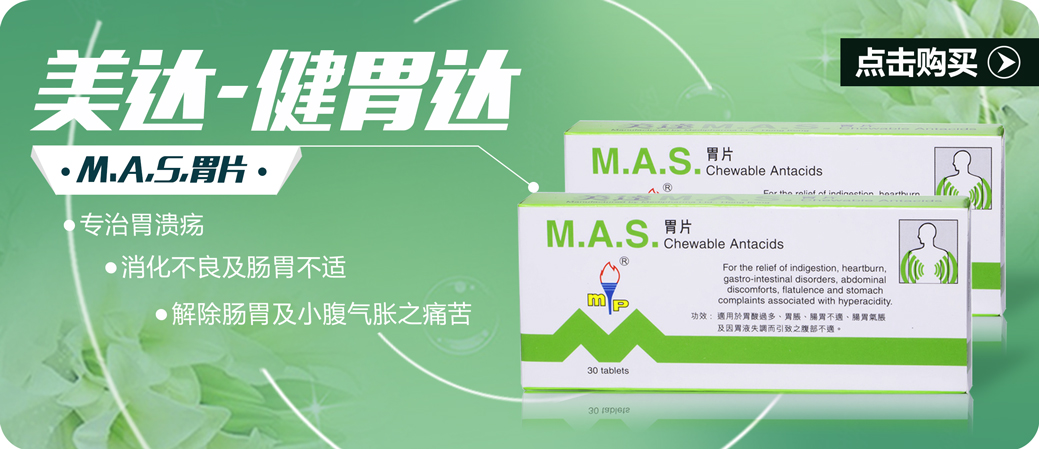 美达-健胃达
·M.A.S.胃片·
●专治胃溃疡
●消化不良及肠胃不适
●解除肠胃及小腹气胀之痛苦
点击购买
M.A.S. 胃片
Chewable Antacids
For the relief of indigestion, heartburn,
M.A.S. 胃片
Chewable Antacids
®
mp
For the relief of indigestion, heartburn,
gastro-intestinal disorders, abdominal
discomforts, flatulence and stomach
complaints associated with hyperacidity.
功效：適用於胃酸過多、胃脹、腸胃不適、腸胃氣脹
及因胃液失調而引致之腹部不適。
30 tablets